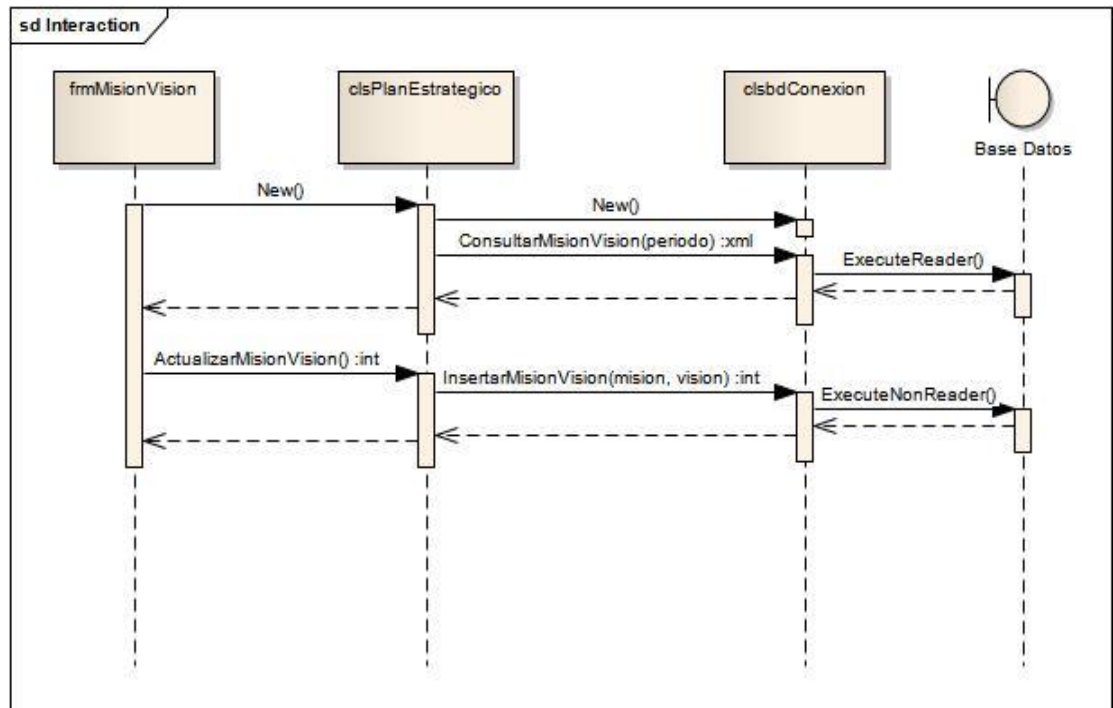 sd Interaction
frmMisionVision
clsPlanEstrategico
clsbdConexion
Base Datos
New()
New()
ConsultarMisionVision(periodo) :xml
ExecuteReader()
ActualizarMisionVision() :int
InsertarMisionVision(mision, vision) :int
ExecuteNonReader()